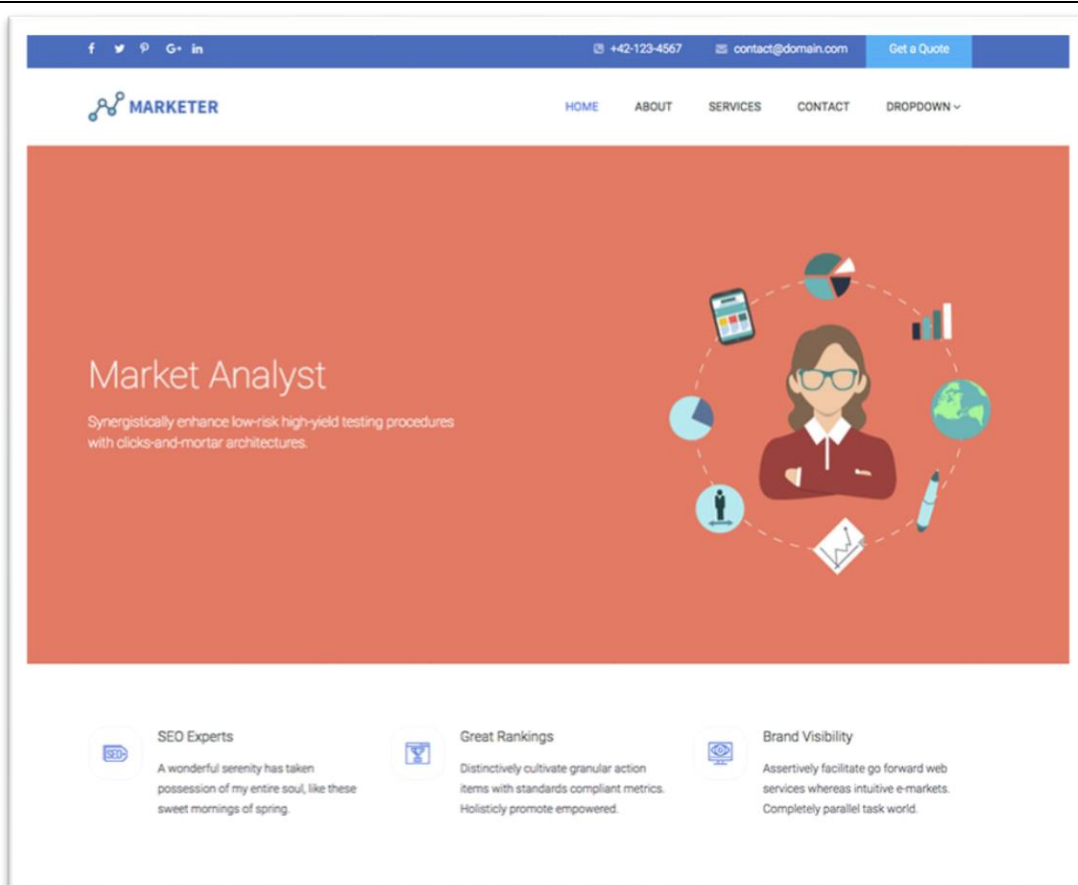 +42-123-4567
contact@domain.com
Get a Quote
MARKETER
HOME
ABOUT
SERVICES
CONTACT
DROPDOWN
Market Analyst
Synergistically enhance low-risk high-yield testing procedures
with clicks-and-mortar architectures.
SEO
SEO Experts
A wonderful serenity has taken
possession of my entire soul, like these
sweet mornings of spring.
Great Rankings
Distinctively cultivate granular action
items with standards compliant metrics.
Holisticly promote empowered.
Brand Visibility
Assertively facilitate go forward web
services whereas intuitive e-markets.
Completely parallel task world.